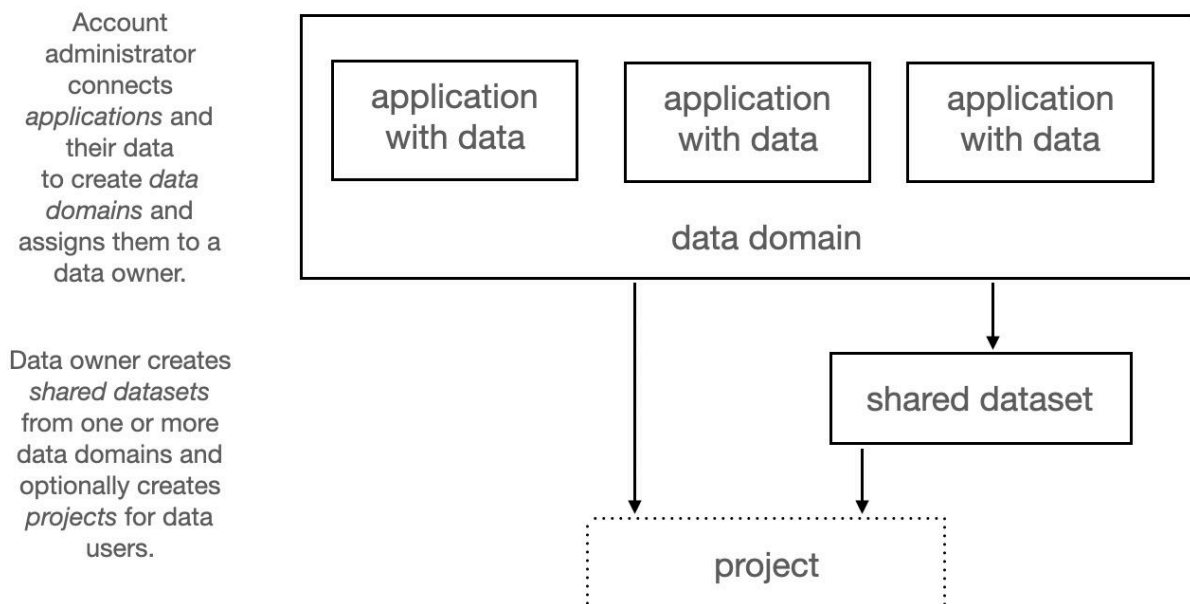 Account
administrator
connects
applications and
their data
to create data
domains and
assigns them to a
data owner.
application
with data
application
with data
application
with data
data domain
Data owner creates
shared datasets
from one or more
data domains and
optionally creates
projects for data
users.
shared dataset
project